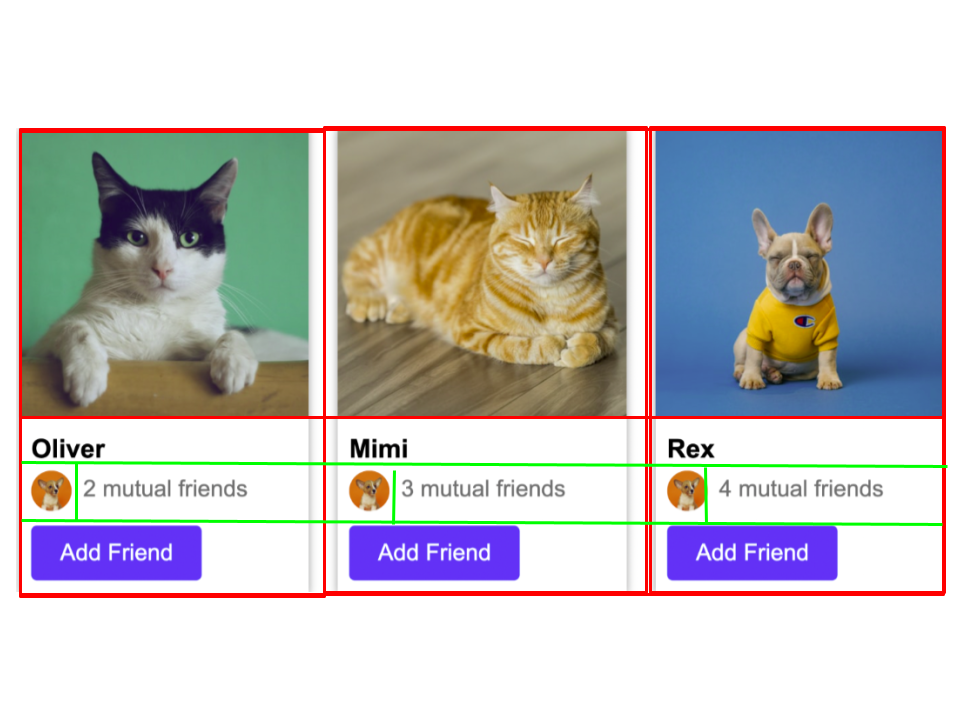 Oliver
2 mutual friends
Add Friend
Mimi
3 mutual friends
Add Friend
Rex
4 mutual friends
Add Friend